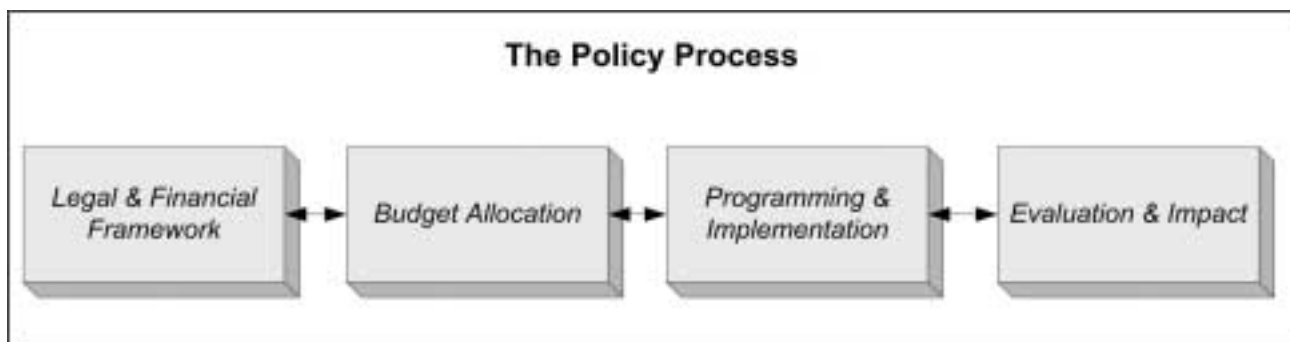 The Policy Process
Legal & Financial
Framework
Budget Allocation
Programming &
Implementation
Evaluation & Impact